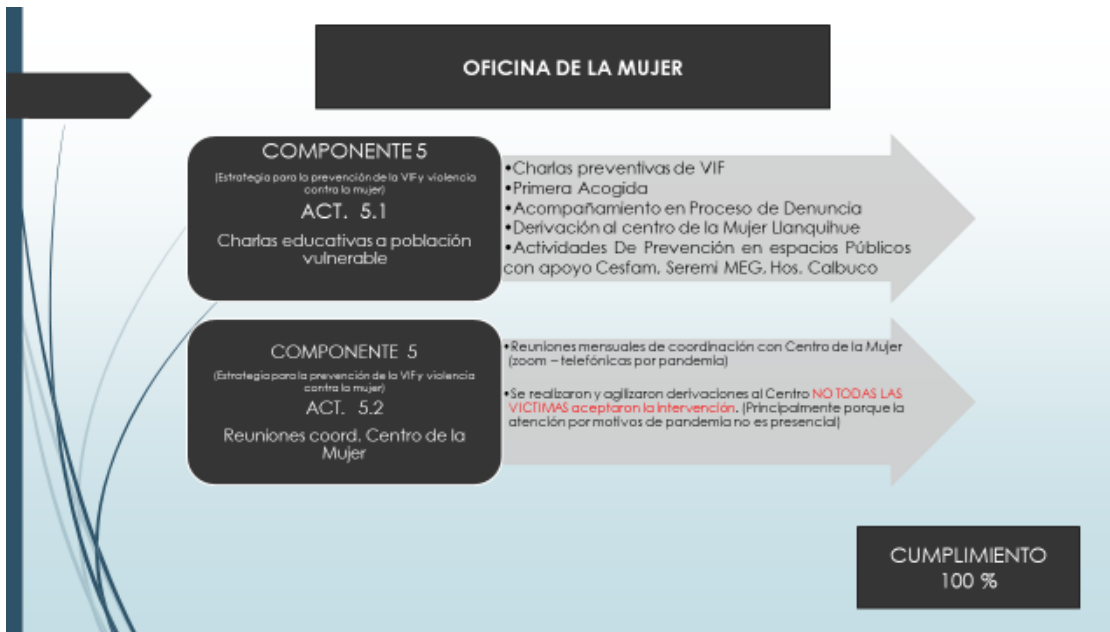 OFICINA DE LA MUJER
COMPONENTE 5
(Estrategia para la prevención de la VIF y violencia
contra la mujer)
ACT. 5.1
Charlas educativas a población
vulnerable
•Charlas preventivas de VIF
•Primera Acogida
•Acompañamiento en Proceso de Denuncia
•Derivación al centro de la Mujer Llanquihue
•Actividades De Prevención en espacios Públicos
con apoyo Cesfam, Seremi MEG, Hos. Calbuco
COMPONENTE 5
(Estrategia para la prevención de la VIF y violencia
contra la mujer)
ACT. 5.2
Reuniones coord. Centro de la
Mujer
•Reuniones mensuales de coordinación con Centro de la Mujer
(zoom – telefónicas por pandemia)
•Se realizaron y agilizaron derivaciones al Centro NO TODAS LAS
VICTIMAS aceptaron la intervención. (Principalmente porque la
atención por motivos de pandemia no es presencial)
CUMPLIMIENTO
100 %